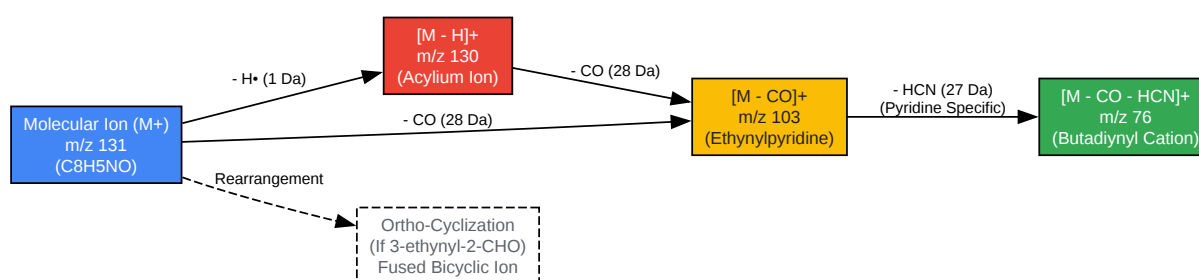 [M - H]+
m/z 130
(Acylium Ion)
- H• (1 Da)
- CO (28 Da)
Molecular Ion (M+)
m/z 131
(C8H5NO)
- CO (28 Da)
[M - CO]+
m/z 103
(Ethynylpyridine)
- HCN (27 Da)
(Pyridine Specific)
[M - CO - HCN]+
m/z 76
(Butadiynyl Cation)
Rearrangement
Ortho-Cyclization
(If 3-ethynyl-2-CHO)
Fused Bicyclic Ion